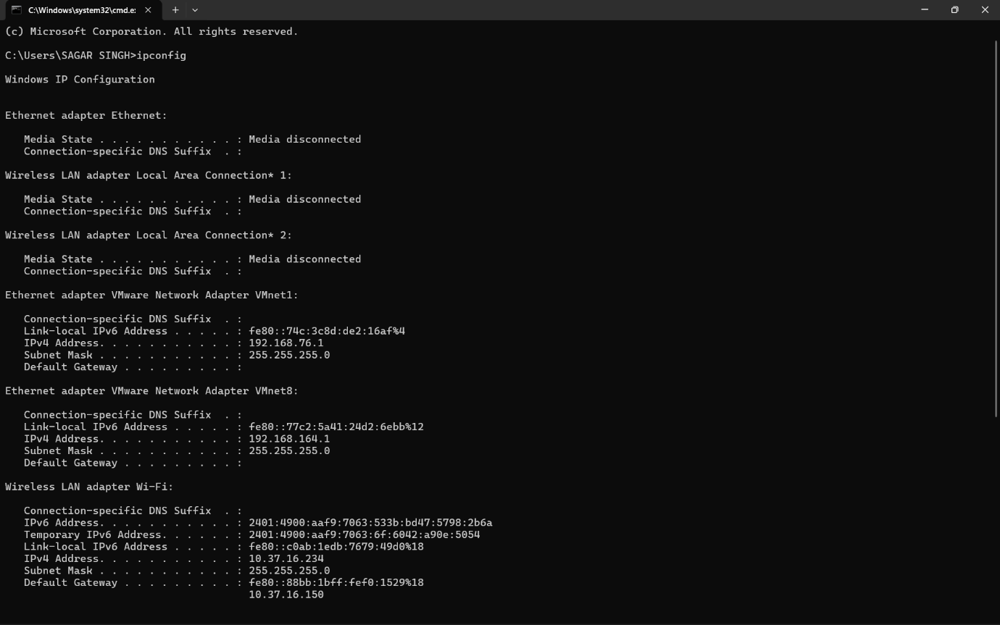 C:\Windows\system32\cmd.e:
(c) Microsoft Corporation. All rights reserved.
C:\Users\SAGAR SINGH>ipconfig
Windows IP Configuration
Ethernet adapter Ethernet:
Media State . . . . . . . . . . . : Media disconnected
Connection-specific DNS Suffix  . :
Wireless LAN adapter Local Area Connection* 1:
Media State . . . . . . . . . . . : Media disconnected
Connection-specific DNS Suffix  . :
Wireless LAN adapter Local Area Connection* 2:
Media State . . . . . . . . . . . : Media disconnected
Connection-specific DNS Suffix  . :
Ethernet adapter VMware Network Adapter VMnet1:
Connection-specific DNS Suffix  . :
Link-local IPv6 Address . . . . . : fe80::74c:3c8d:de2:16af%4
IPv4 Address. . . . . . . . . . . : 192.168.76.1
Subnet Mask . . . . . . . . . . . : 255.255.255.0
Default Gateway . . . . . . . . . :
Ethernet adapter VMware Network Adapter VMnet8:
Connection-specific DNS Suffix  . :
Link-local IPv6 Address . . . . . : fe80::77c2:5a41:24d2:6ebb%12
IPv4 Address. . . . . . . . . . . : 192.168.164.1
Subnet Mask . . . . . . . . . . . : 255.255.255.0
Default Gateway . . . . . . . . . :
Wireless LAN adapter Wi-Fi:
Connection-specific DNS Suffix  . :
IPv6 Address. . . . . . . . . . . : 2401:4900:aaf9:7063:533b:bd47:5798:2b6a
Temporary IPv6 Address. . . . . . : 2401:4900:aaf9:7063:6f:6042:a90e:5054
Link-local IPv6 Address . . . . . : fe80::c0ab:1edb:7679:49d0%18
IPv4 Address. . . . . . . . . . . : 10.37.16.234
Subnet Mask . . . . . . . . . . . : 255.255.255.0
Default Gateway . . . . . . . . . : fe80::88bb:1bff:fef0:1529%18
10.37.16.150